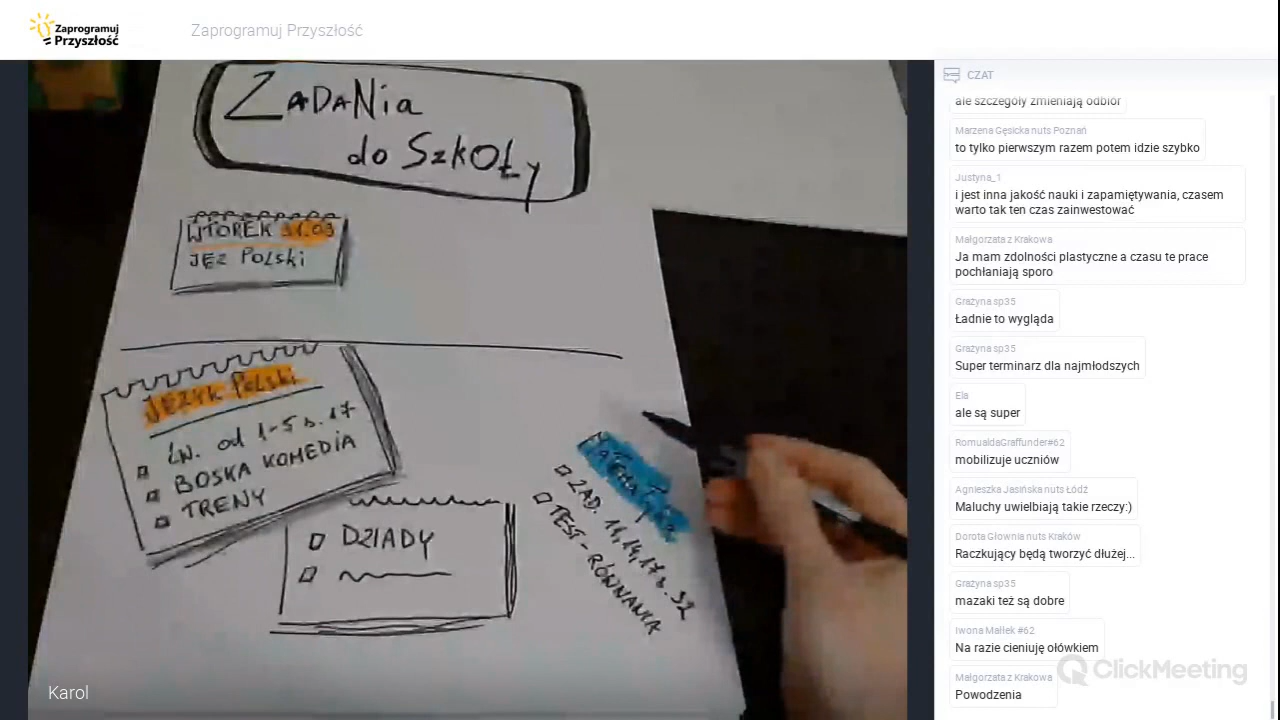 Zaprogramuj
Przyszłość
Zaprogramuj Przyszłość
ZADANia
do SZKOŁy
WTOREK 31.03
JĘZ POLSKi
JĘZYK POLSKi
ĆW. od 1-5 s. 17
BOSKA KOMEDIA
TRENY
DZIADY
ZAD. 11,14,17 s. 32
TEST - RÓWNANIA
Karol
CZAT
ale szczegóły zmieniają odbiór
Marzena Gęsicka nuts Poznań
to tylko pierwszym razem potem idzie szybko
Justyna_1
i jest inna jakość nauki i zapamiętywania, czasem
warto tak ten czas zainwestować
Małgorzata z Krakowa
Ja mam zdolności plastyczne a czasu te prace
pochłaniają sporo
Grażyna sp35
Ładnie to wygląda
Grażyna sp35
Super terminarz dla najmłodszych
Ela
ale są super
RomualdaGraffunder#62
mobilizuje uczniów
Agnieszka Jasińska nuts Łódź
Maluchy uwielbiają takie rzeczy:)
Dorota Głownia nuts Kraków
Raczkujący będą tworzyć dłużej...
Grażyna sp35
mazaki też są dobre
Iwona Małłek #62
Na razie cieniuję ołówkiem
Małgorzata z Krakowa
Powodzenia
ClickMeeting